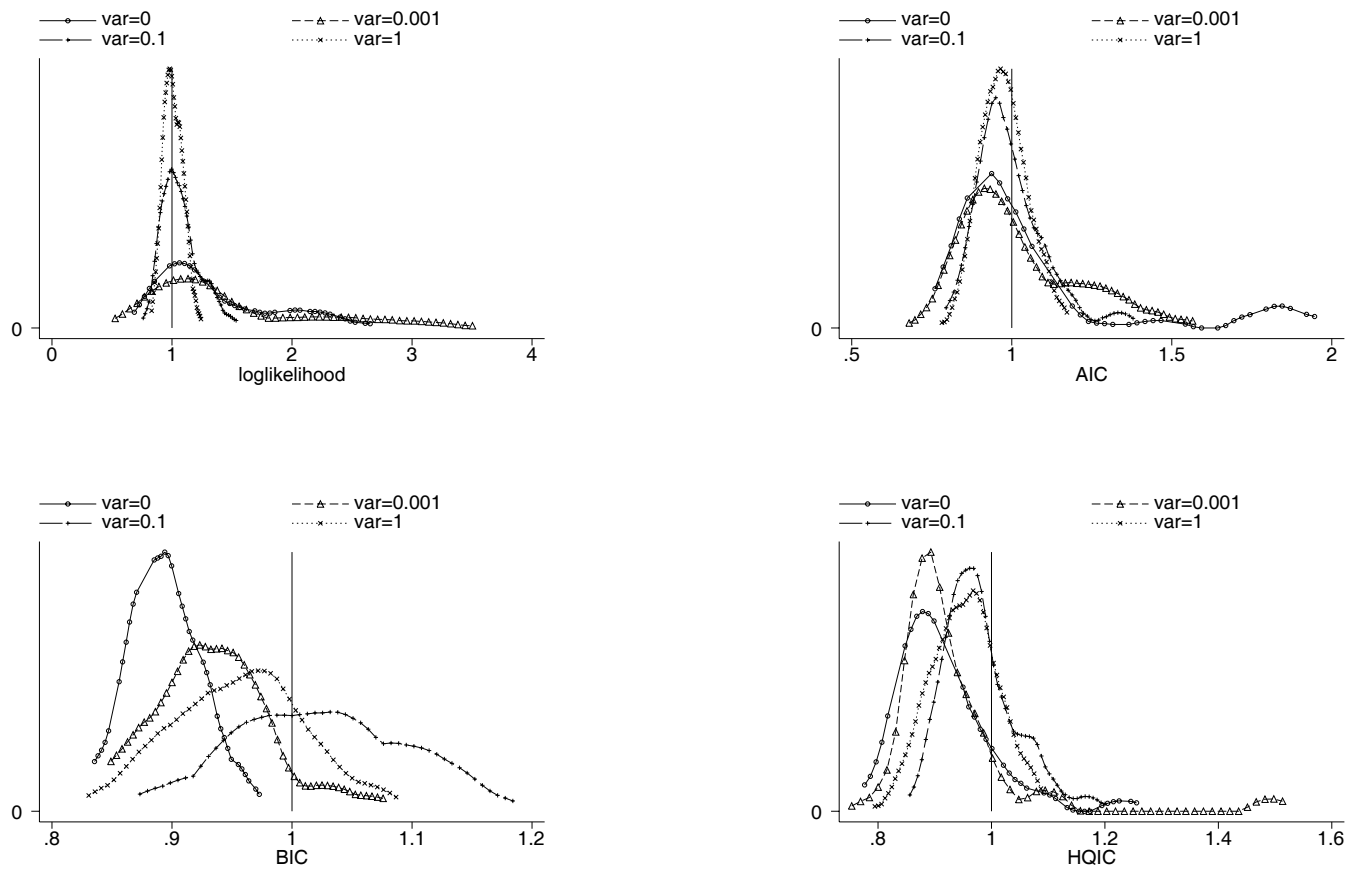 var=0 var=0.001
var=0.1 var=1
0
0 1 2 3 4
loglikelihood
var=0 var=0.001
var=0.1 var=1
0
.5 1 1.5 2
AIC
var=0 var=0.001
var=0.1 var=1
0
.8 .9 1 1.1 1.2
BIC
var=0 var=0.001
var=0.1 var=1
0
.8 1 1.2 1.4 1.6
HQIC